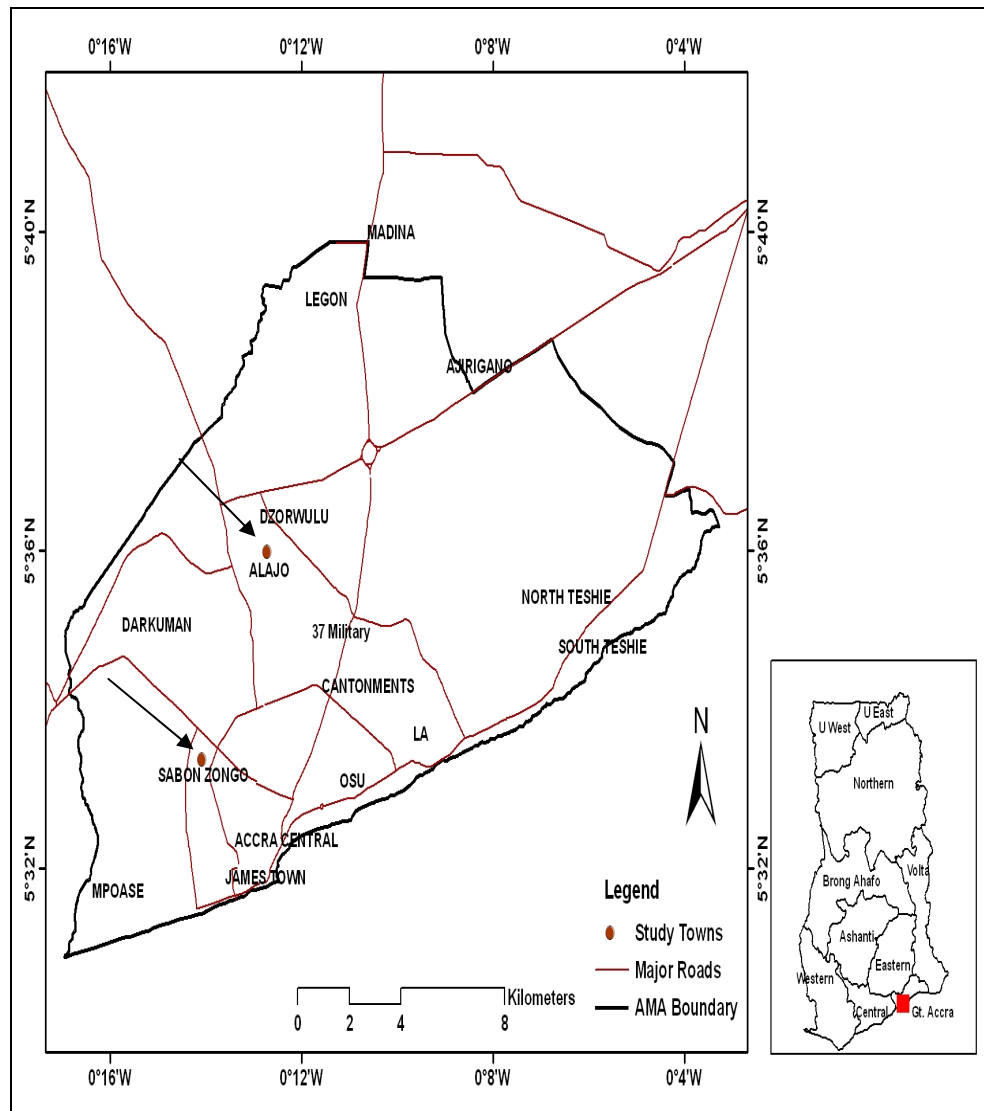 0°16'W 0°12'W 0°8'W 0°4'W
5°40'N 5°40'N
MADINA
LEGON
AJIRIGANO
DZORWULU
5°36'N 5°36'N
ALAJO
NORTH TESHIE
DARKUMAN
37 Military
SOUTH TESHIE
CANTONMENTS
LA
SABON ZONGO
OSU
ACCRA CENTRAL
5°32'N 5°32'N
JAMES TOWN
MPOASE
N
Legend
Study Towns
Major Roads
AMA Boundary
Kilometers
0 2 4 8
0°16'W 0°12'W 0°8'W 0°4'W
U East
U West
Northern
Volta
Brong Ahafo
Ashanti
Eastern
Western
Central
Gt. Accra